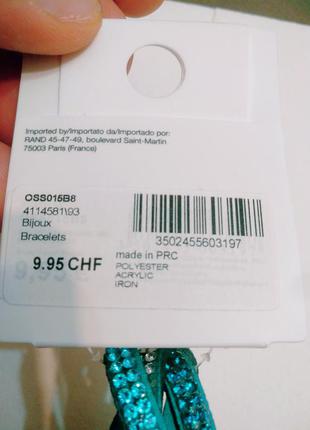 Imported by/Importato da/Importado por:
RAND 45-47-49, boulevard Saint-Martin
75003 Paris (France)
OSS015B8
4114581\93
Bijoux
Bracelets
9.95 CHF
3502455603197
made in PRC
POLYESTER
ACRYLIC
IRON